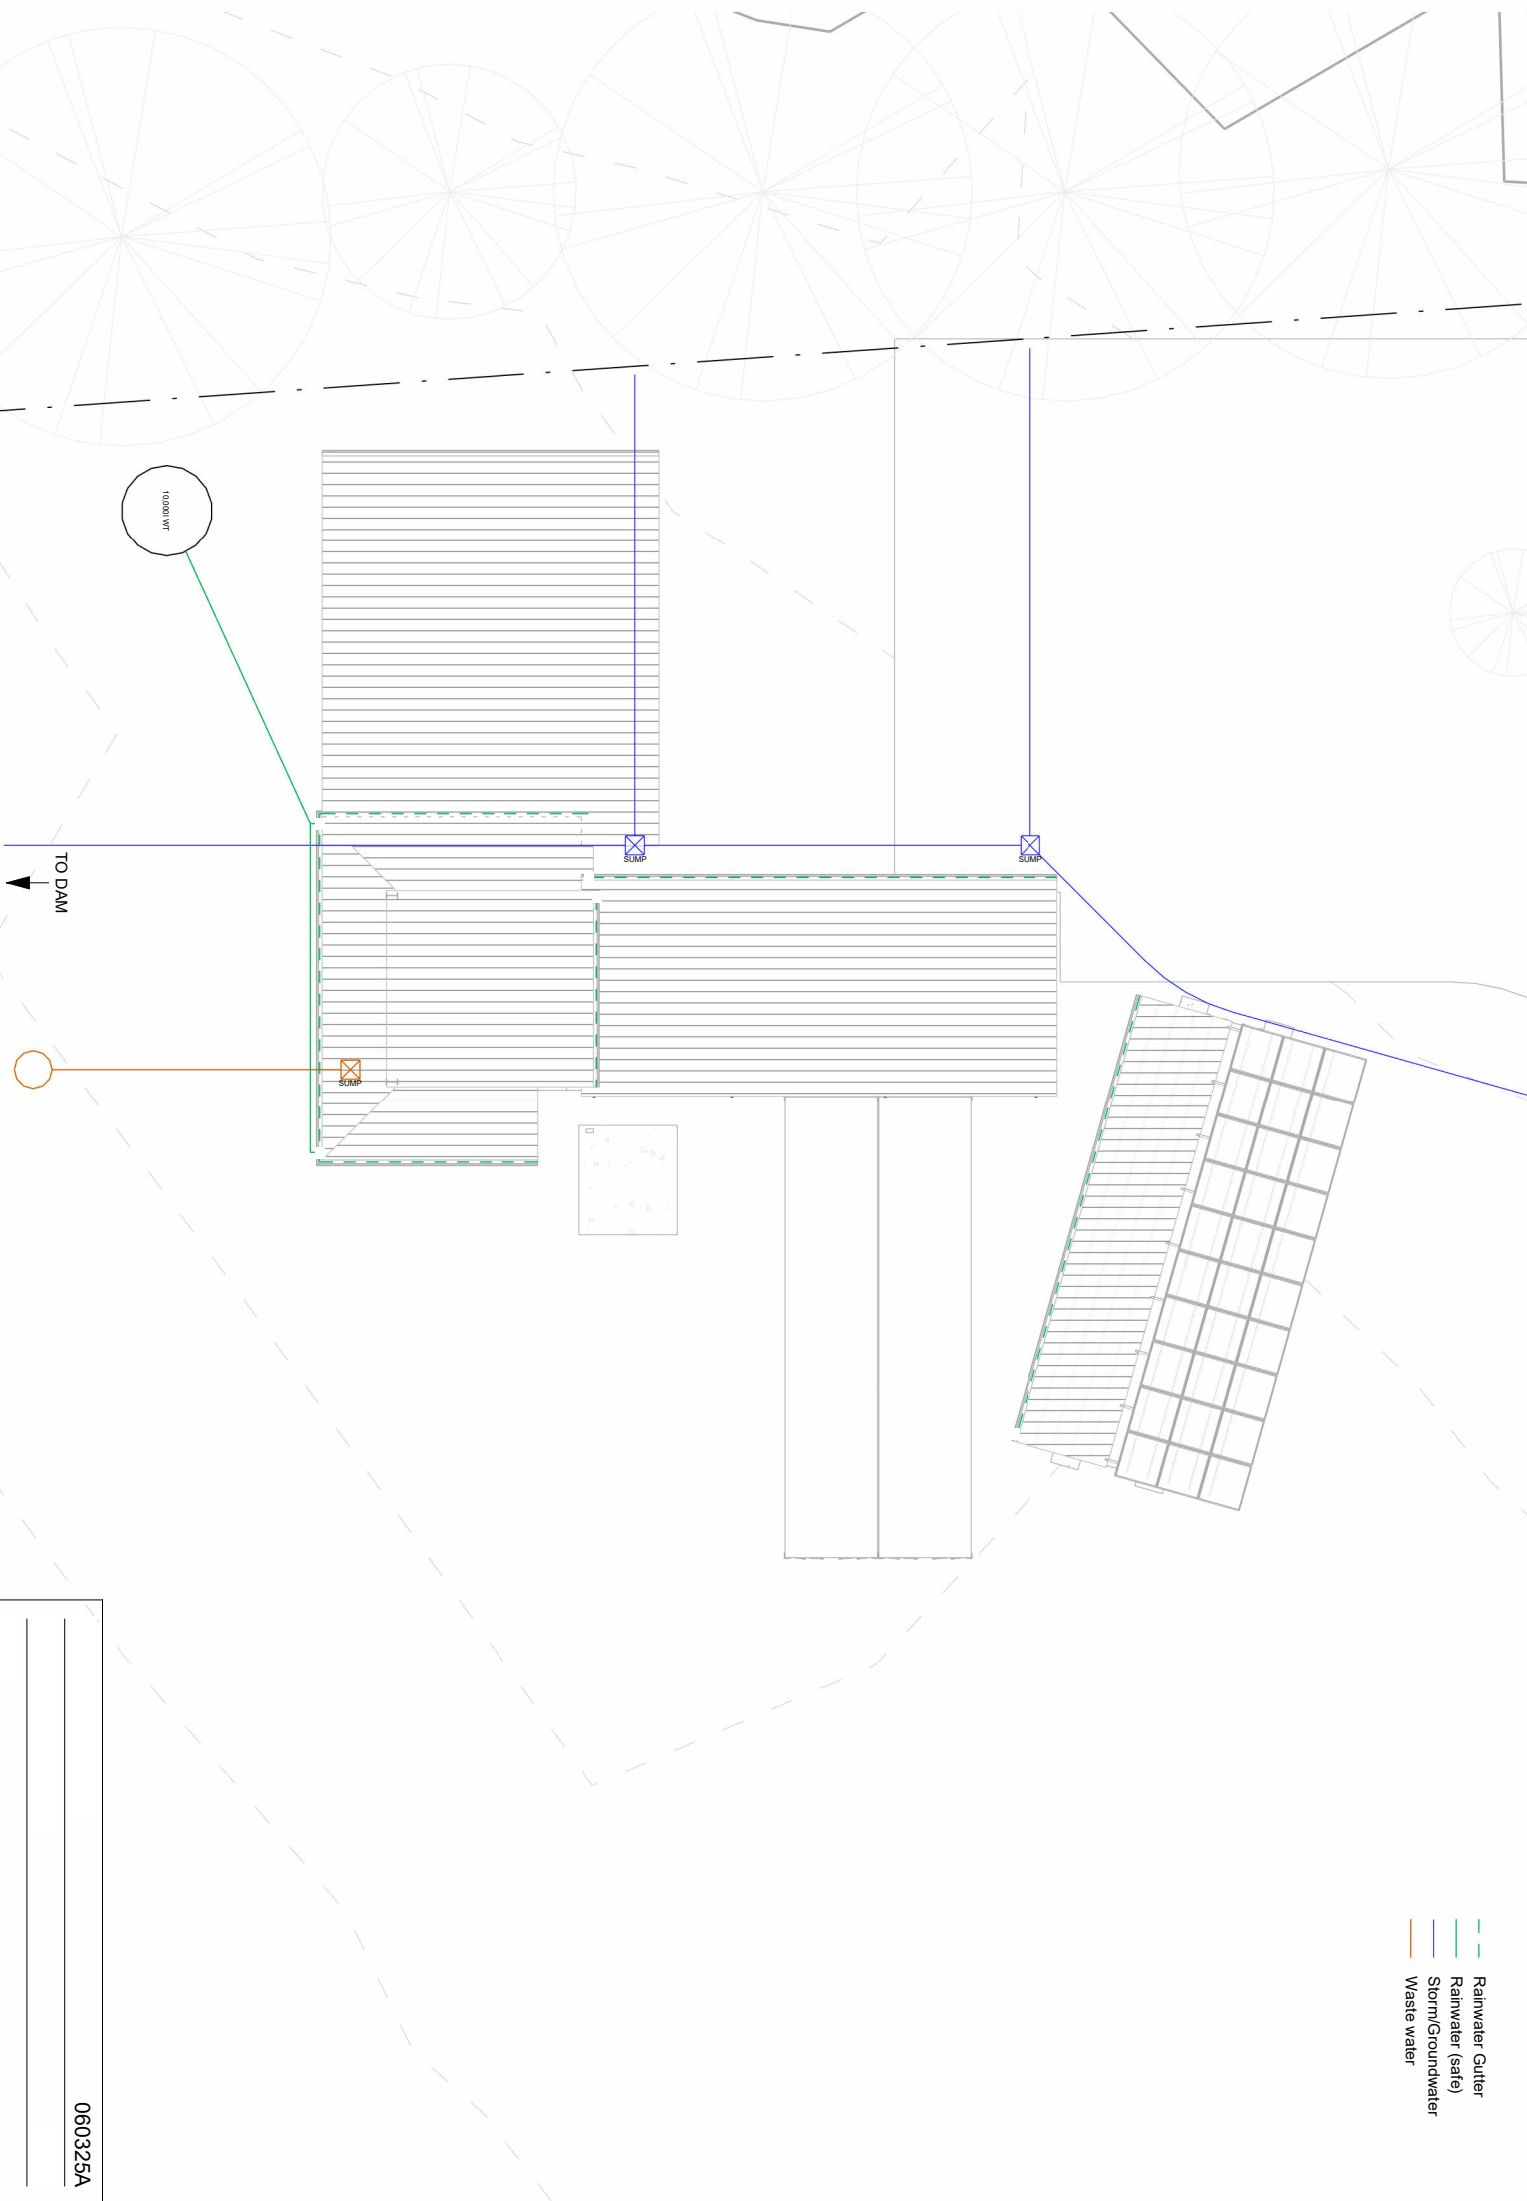 10,000l WT
SUMP
SUMP
TO DAM
SUMP
Rainwater Gutter
Rainwater (safe)
Storm/Groundwater
Waste water
060325A